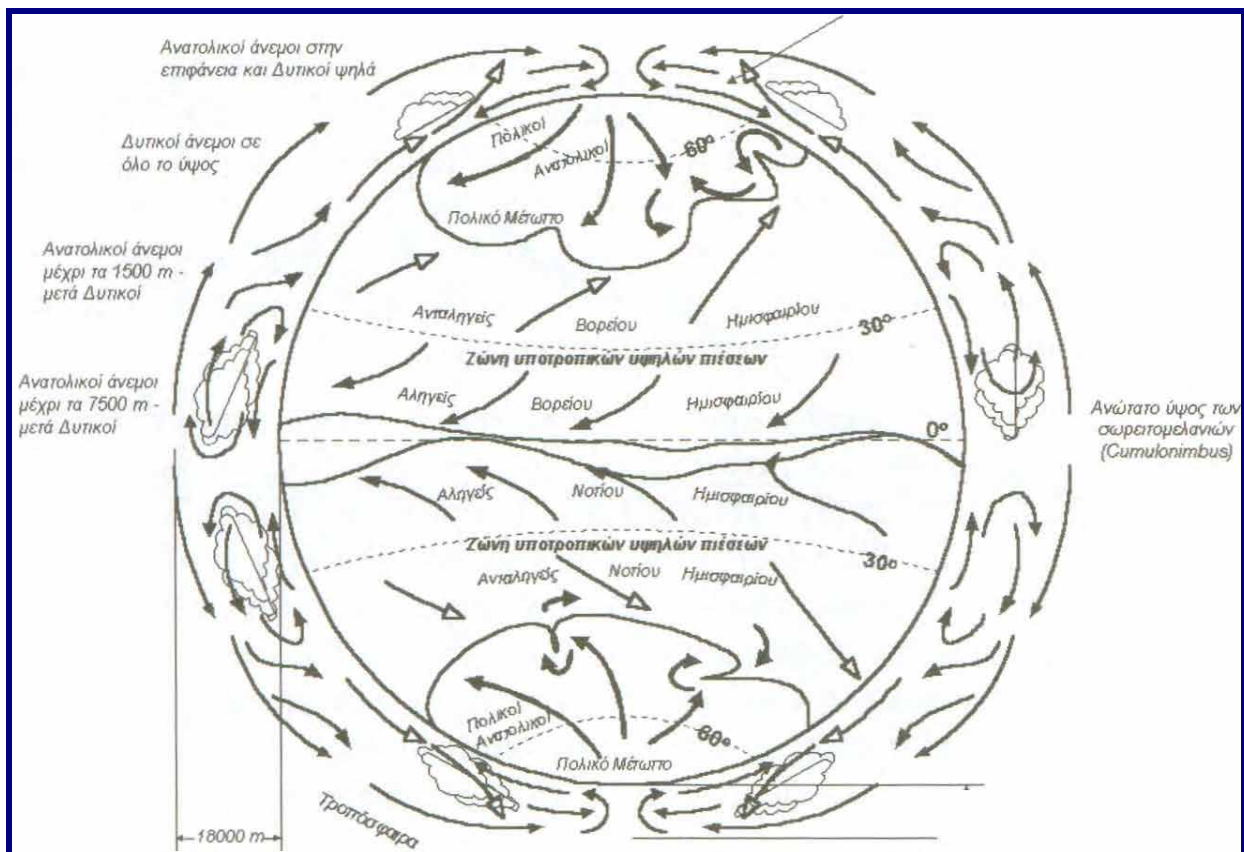 Ανατολικοί άνεμοι στην
επιφάνεια και Δυτικοί ψηλά
Δυτικοί άνεμοι σε
όλο το ύψος
Ανατολικοί άνεμοι
μέχρι τα 1500 m -
μετά Δυτικοί
Ανατολικοί άνεμοι
μέχρι τα 7500 m -
μετά Δυτικοί
Πολικοί
Ανατολικοί
60°
Πολικό Μέτωπο
Ανταληγείς Βορείου Ημισφαιρίου
30°
Ζώνη υποτροπικών υψηλών πιέσεων
Αληγείς Βορείου Ημισφαιρίου
0°
Ανώτατο ύψος των
σωρειτομελανιών
(Cumulonimbus)
Αληγείς Νοτίου Ημισφαιρίου
Ζώνη υποτροπικών υψηλών πιέσεων
30°
Ανταληγείς Νοτίου Ημισφαιρίου
Πολικοί
Ανατολικοί
60°
Πολικό Μέτωπο
Τροπόσφαιρα
18000 m